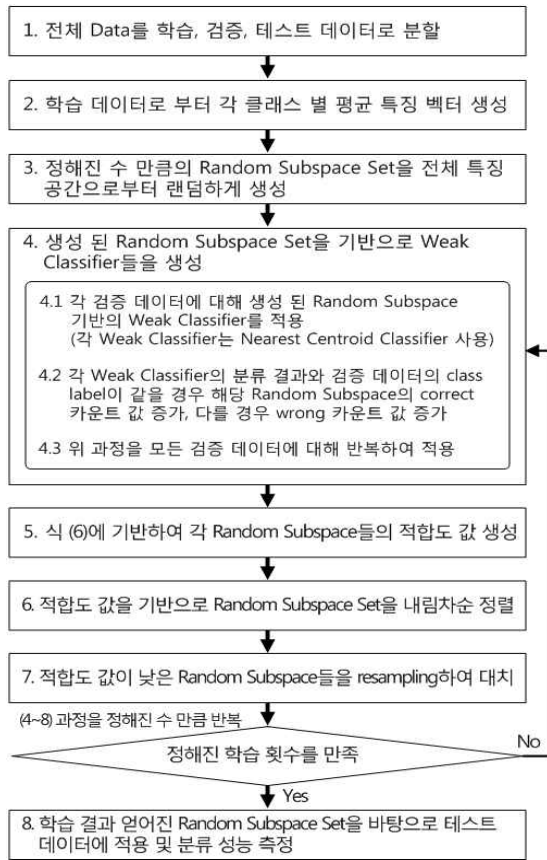 1. 전체 Data를 학습, 검증, 테스트 데이터로 분할
2. 학습 데이터로 부터 각 클래스 별 평균 특징 벡터 생성
3. 정해진 수 만큼의 Random Subspace Set을 전체 특징
공간으로부터 랜덤하게 생성
4. 생성 된 Random Subspace Set을 기반으로 Weak
Classifier들을 생성
4.1 각 검증 데이터에 대해 생성 된 Random Subspace
기반의 Weak Classifier를 적용
(각 Weak Classifier는 Nearest Centroid Classifier 사용)
4.2 각 Weak Classifier의 분류 결과와 검증 데이터의 class
label이 같을 경우 해당 Random Subspace의 correct
카운트 값 증가, 다를 경우 wrong 카운트 값 증가
4.3 위 과정을 모든 검증 데이터에 대해 반복하여 적용
5. 식 (6)에 기반하여 각 Random Subspace들의 적합도 값 생성
6. 적합도 값을 기반으로 Random Subspace Set을 내림차순 정렬
7. 적합도 값이 낮은 Random Subspace들을 resampling하여 대치
(4~8) 과정을 정해진 수 만큼 반복
정해진 학습 횟수를 만족
No
Yes
8. 학습 결과 얻어진 Random Subspace Set을 바탕으로 테스트
데이터에 적용 및 분류 성능 측정